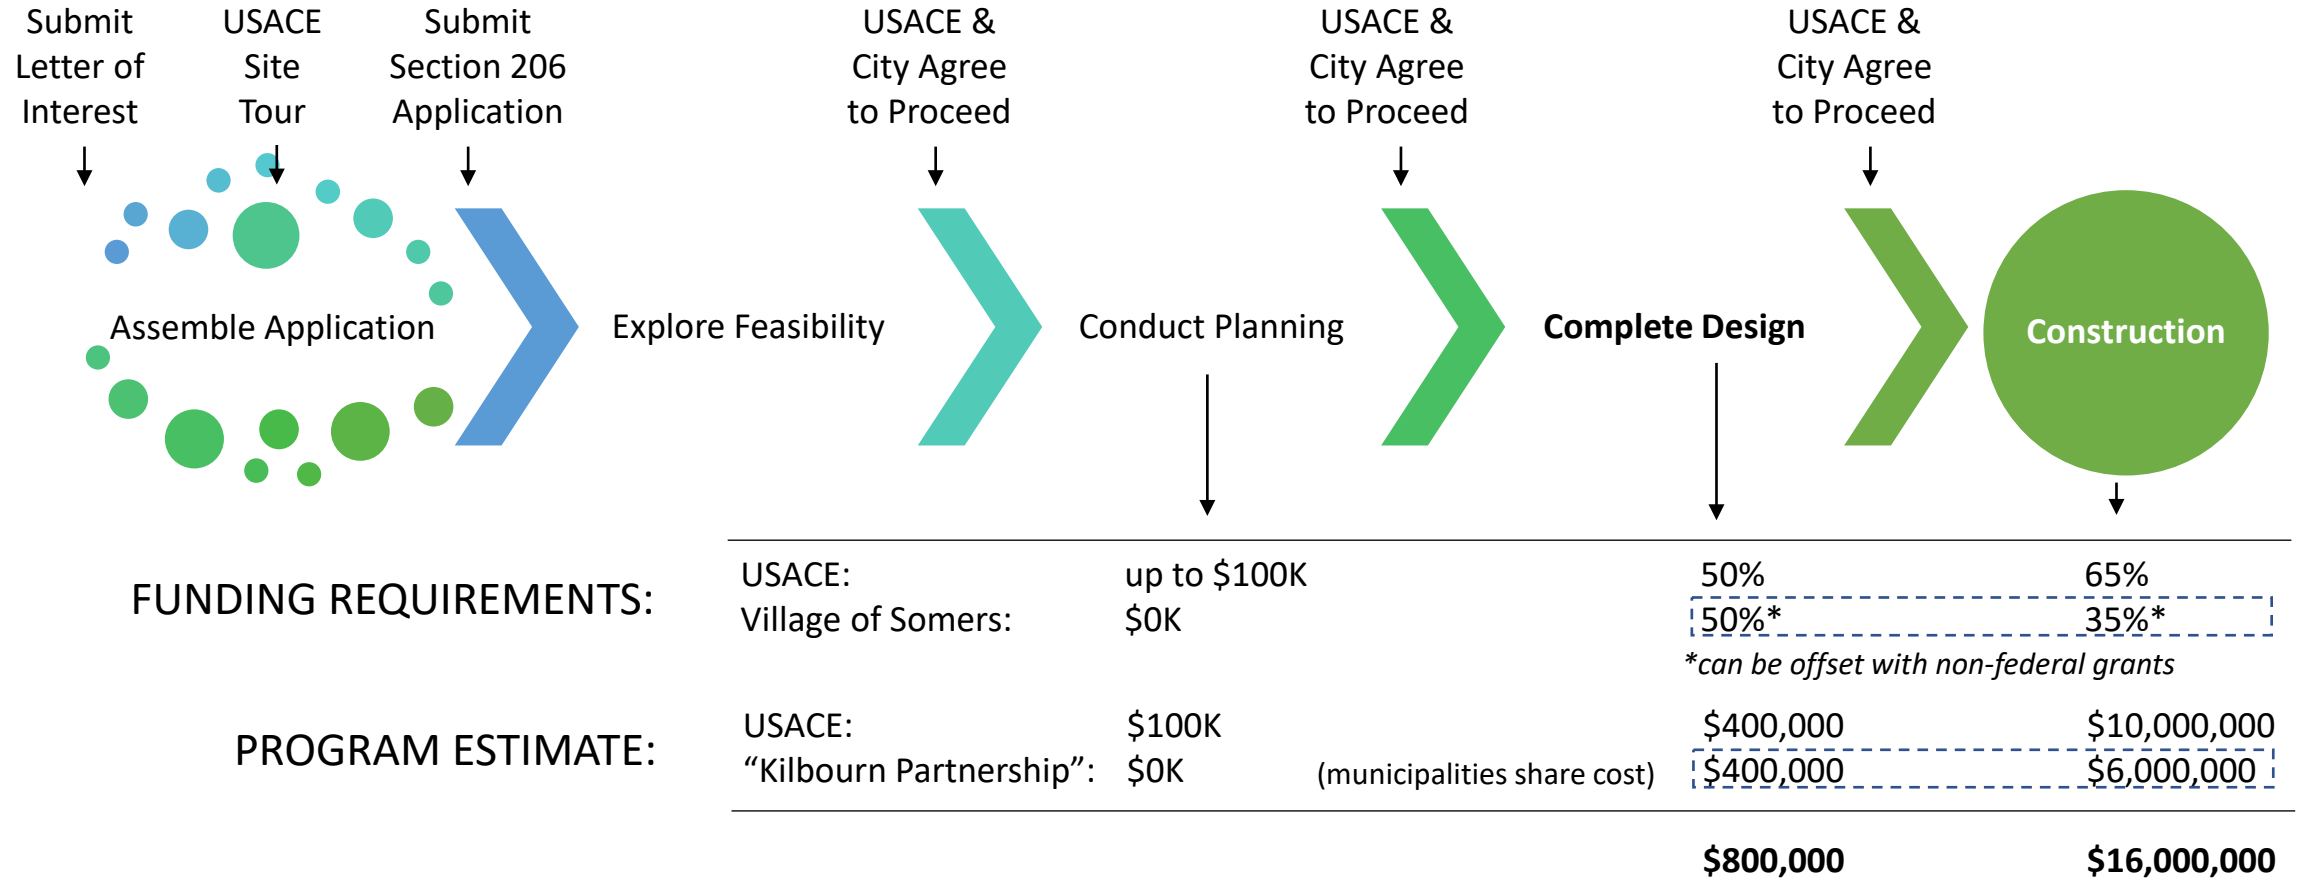 Submit
Letter of
Interest
USACE
Site
Tour
Submit
Section 206
Application
USACE &
City Agree
to Proceed
USACE &
City Agree
to Proceed
USACE &
City Agree
to Proceed
Assemble Application
Explore Feasibility
Conduct Planning
Complete Design
Construction
FUNDING REQUIREMENTS:
USACE: up to $100K 50% 65%
Village of Somers: $0K 50%* 35%*
*can be offset with non-federal grants
PROGRAM ESTIMATE:
USACE: $100K $400,000 $10,000,000
“Kilbourn Partnership”: $0K (municipalities share cost) $400,000 $6,000,000
$800,000 $16,000,000